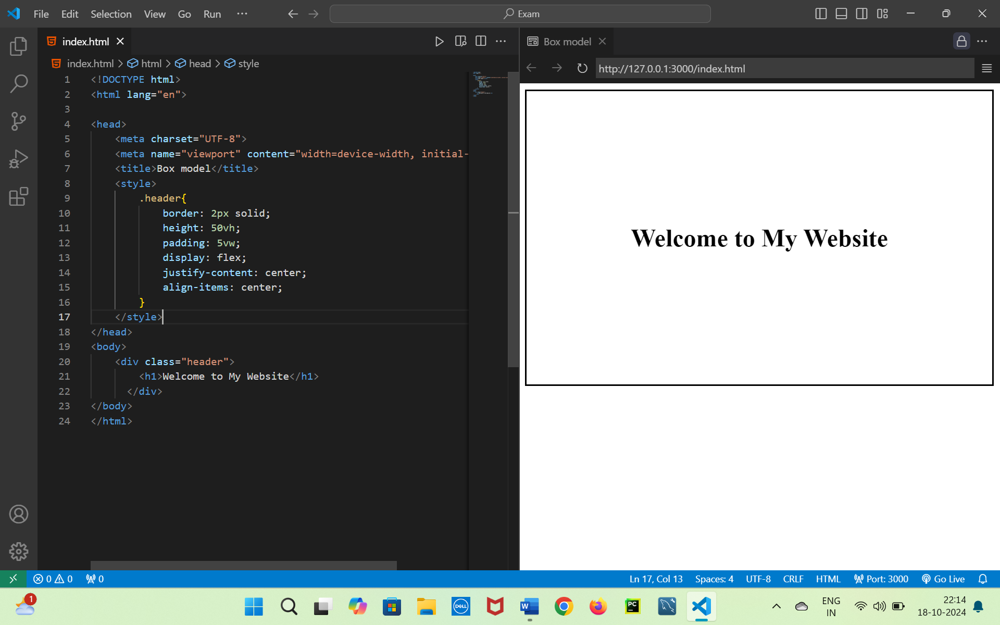 File Edit Selection View Go Run ··· Exam
index.html
Box model
index.html > html > head > style
http://127.0.0.1:3000/index.html
1 <!DOCTYPE html>
2 <html lang="en">
3
4 <head>
5 <meta charset="UTF-8">
6 <meta name="viewport" content="width=device-width, initial-
7 <title>Box model</title>
8 <style>
9 .header{
10 border: 2px solid;
11 height: 50vh;
12 padding: 5vw;
13 display: flex;
14 justify-content: center;
15 align-items: center;
16 }
17 </style>
18 </head>
19 <body>
20 <div class="header">
21 <h1>Welcome to My Website</h1>
22 </div>
23 </body>
24 </html>
Welcome to My Website
0 0 0 Ln 17, Col 13 Spaces: 4 UTF-8 CRLF HTML Port: 3000 Go Live
1
DELL
W
PC
ENG
IN
22:14
18-10-2024